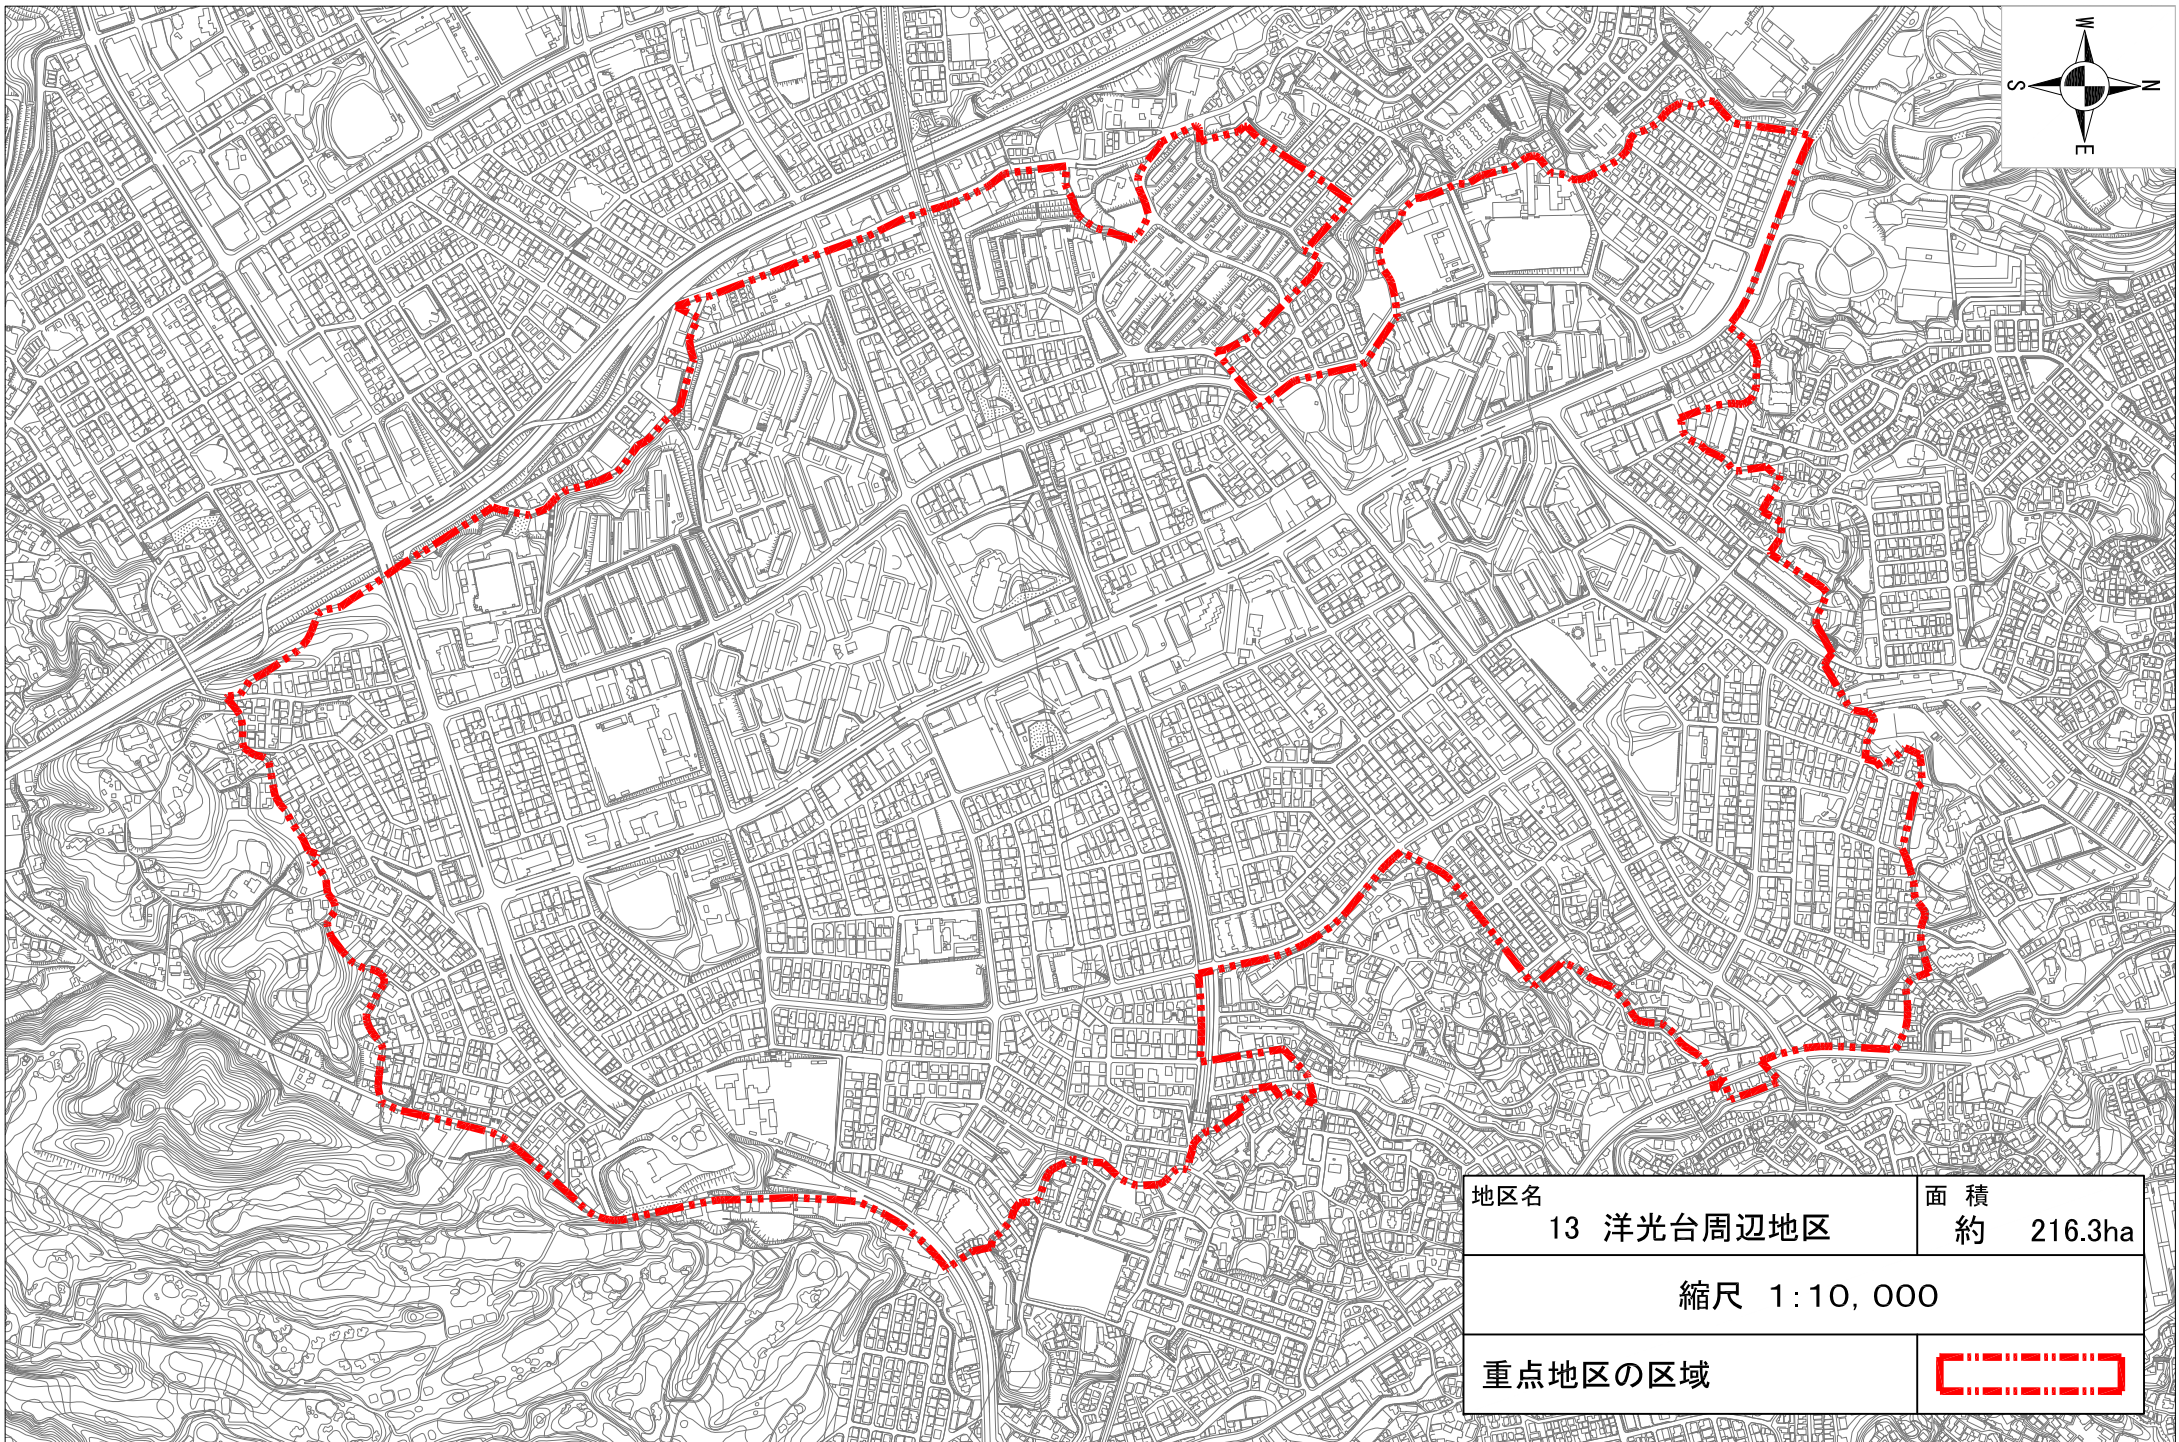 W
S N
E
地区名
13 洋光台周辺地区
面 積
約 216.3ha
縮尺 1:10,000
重点地区の区域